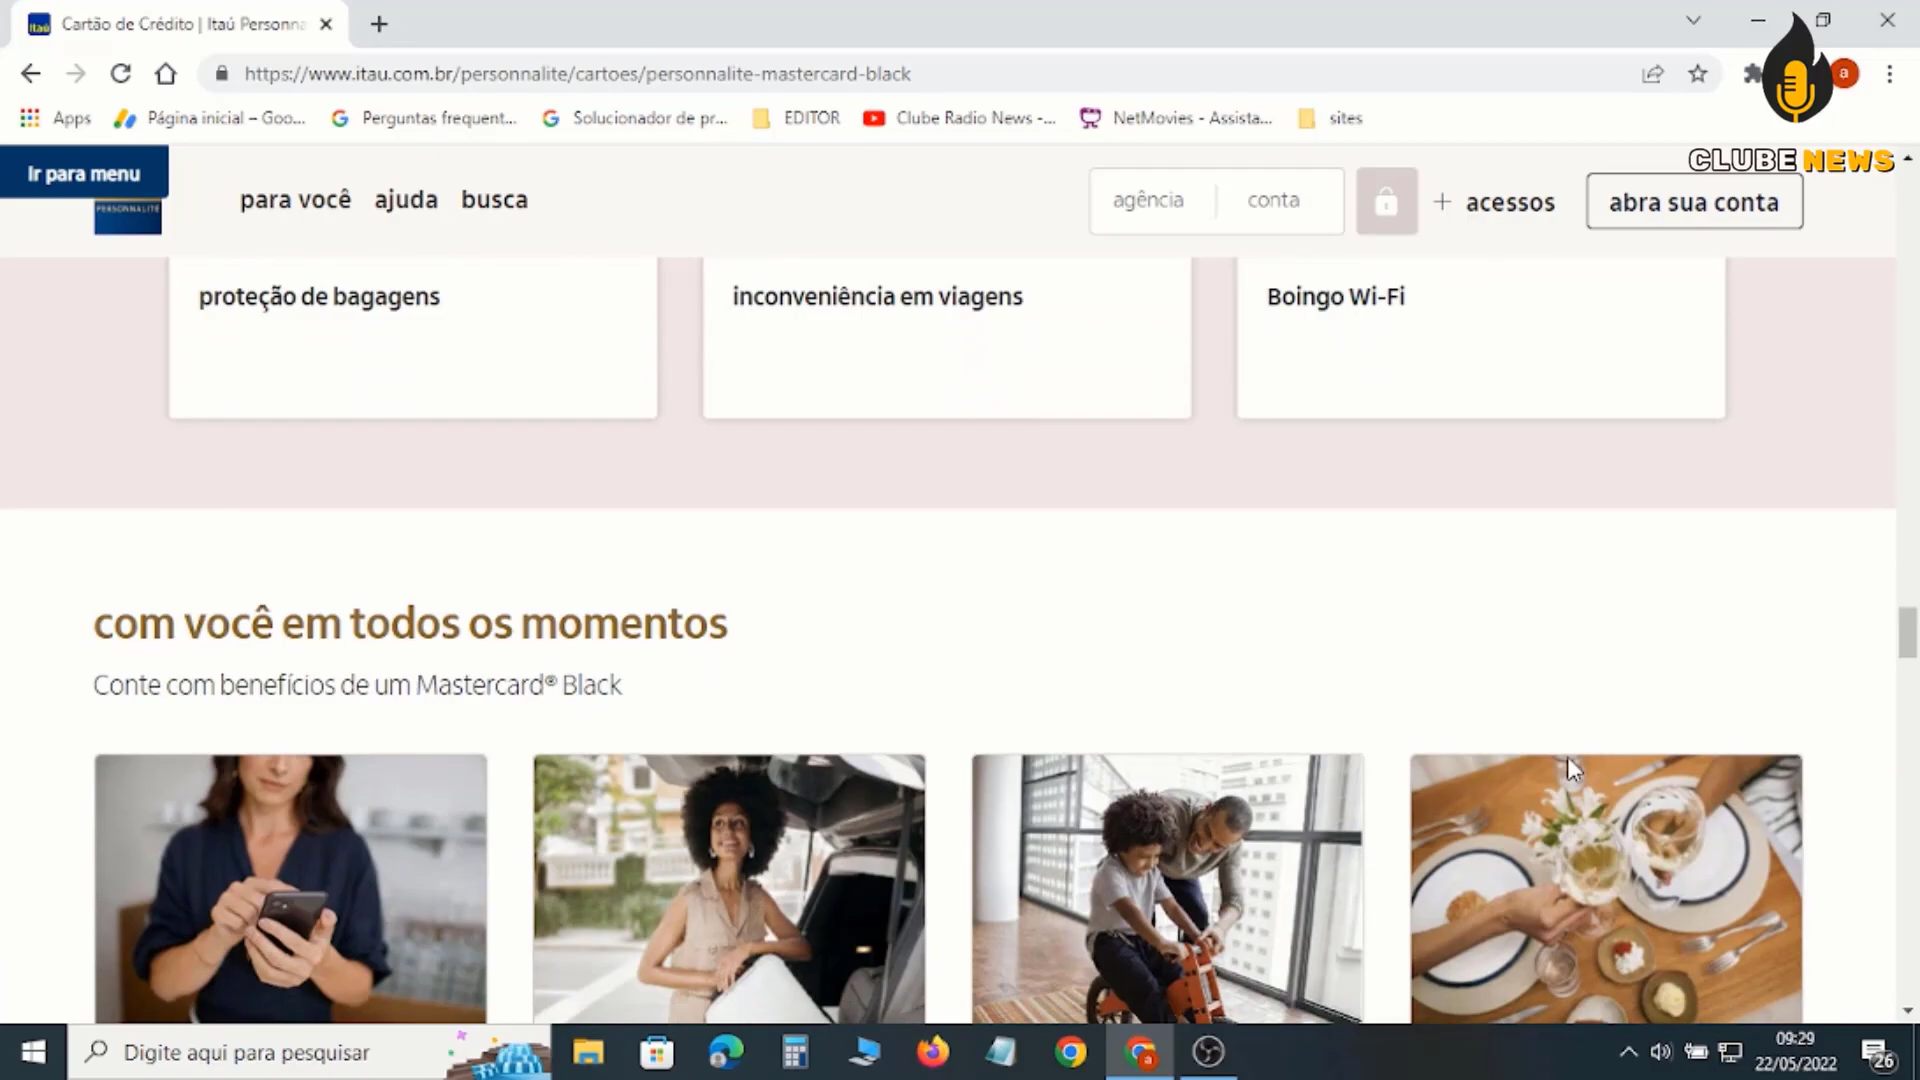 Cartão de Crédito | Itaú Personna
https://www.itau.com.br/personnalite/cartoes/personnalite-mastercard-black
a
Apps
Página inicial – Goo...
Perguntas frequent...
Solucionador de pr...
EDITOR
Clube Radio News -...
NetMovies - Assista...
sites
CLUBE NEWS
Ir para menu
PERSONNALITÉ
para você
ajuda
busca
agência
conta
+ acessos
abra sua conta
proteção de bagagens
inconveniência em viagens
Boingo Wi-Fi
com você em todos os momentos
Conte com benefícios de um Mastercard® Black
Digite aqui para pesquisar
a
09:29
22/05/2022
26